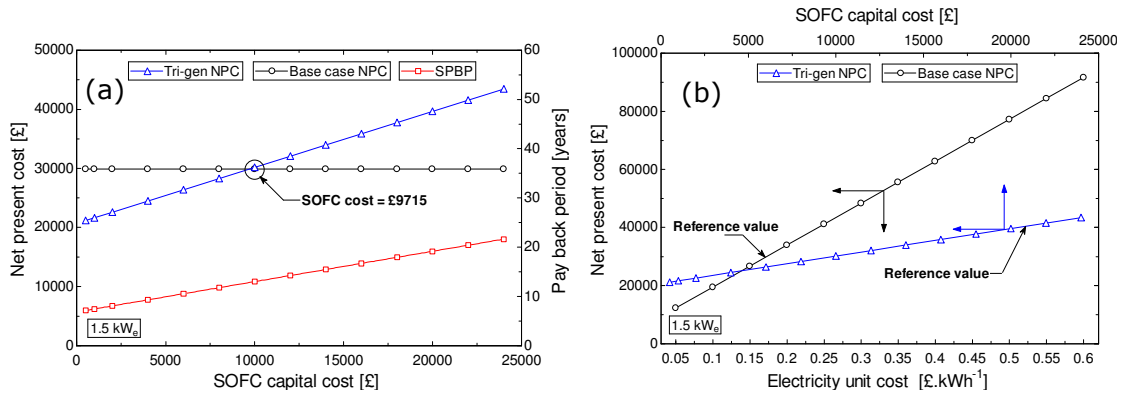 (a)
Tri-gen NPC
Base case NPC
SPBP
Net present cost [£]
50000
40000
30000
20000
10000
0
60
50
40
30
20
10
0
Pay back period [years]
SOFC cost = £9715
1.5 kWe
0 5000 10000 15000 20000 25000
SOFC capital cost [£]
SOFC capital cost [£]
0 5000 10000 15000 20000 25000
(b)
Tri-gen NPC
Base case NPC
Net present cost [£]
100000
80000
60000
40000
20000
0
Reference value
Reference value
1.5 kWe
0.05 0.1 0.15 0.2 0.25 0.3 0.35 0.4 0.45 0.5 0.55 0.6
Electricity unit cost [£.kWh-1]